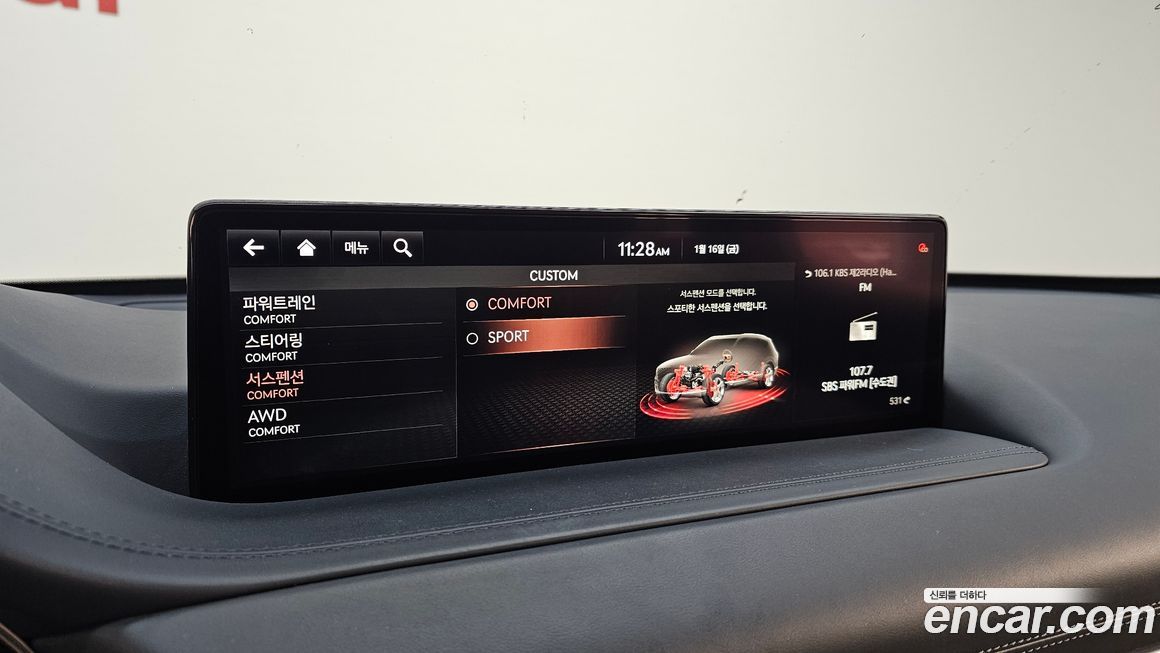 메뉴
11:28AM
1월 16일 (금)
CUSTOM
파워트레인
COMFORT
스티어링
COMFORT
서스펜션
COMFORT
AWD
COMFORT
COMFORT
SPORT
서스펜션 모드를 선택합니다.
스포티한 서스펜션을 선택합니다.
106.1 KBS 제2라디오 (Ha...
FM
107.7
SBS 파워FM [수도권]
531
신뢰를 더하다
encar.com